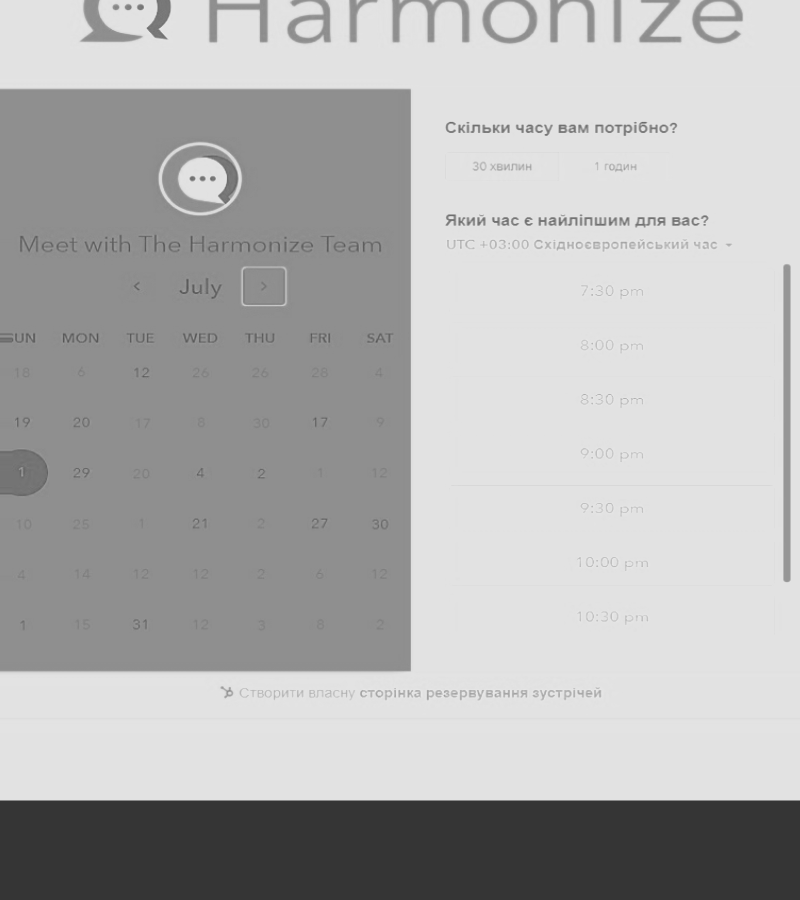 Harmonize
Meet with The Harmonize Team
July
SUN MON TUE WED THU FRI SAT
18 6 12 26 26 28 4
19 20 17 8 30 17 9
1 29 20 4 2 1 12
10 25 1 21 2 27 30
4 14 12 12 2 6 12
1 15 31 12 3 8 2
Скільки часу вам потрібно?
30 хвилин 1 годин
Який час є найліпшим для вас?
UTC +03:00 Східноєвропейський час
7:30 pm
8:00 pm
8:30 pm
9:00 pm
9:30 pm
10:00 pm
10:30 pm
Створити власну сторінка резервування зустрічей